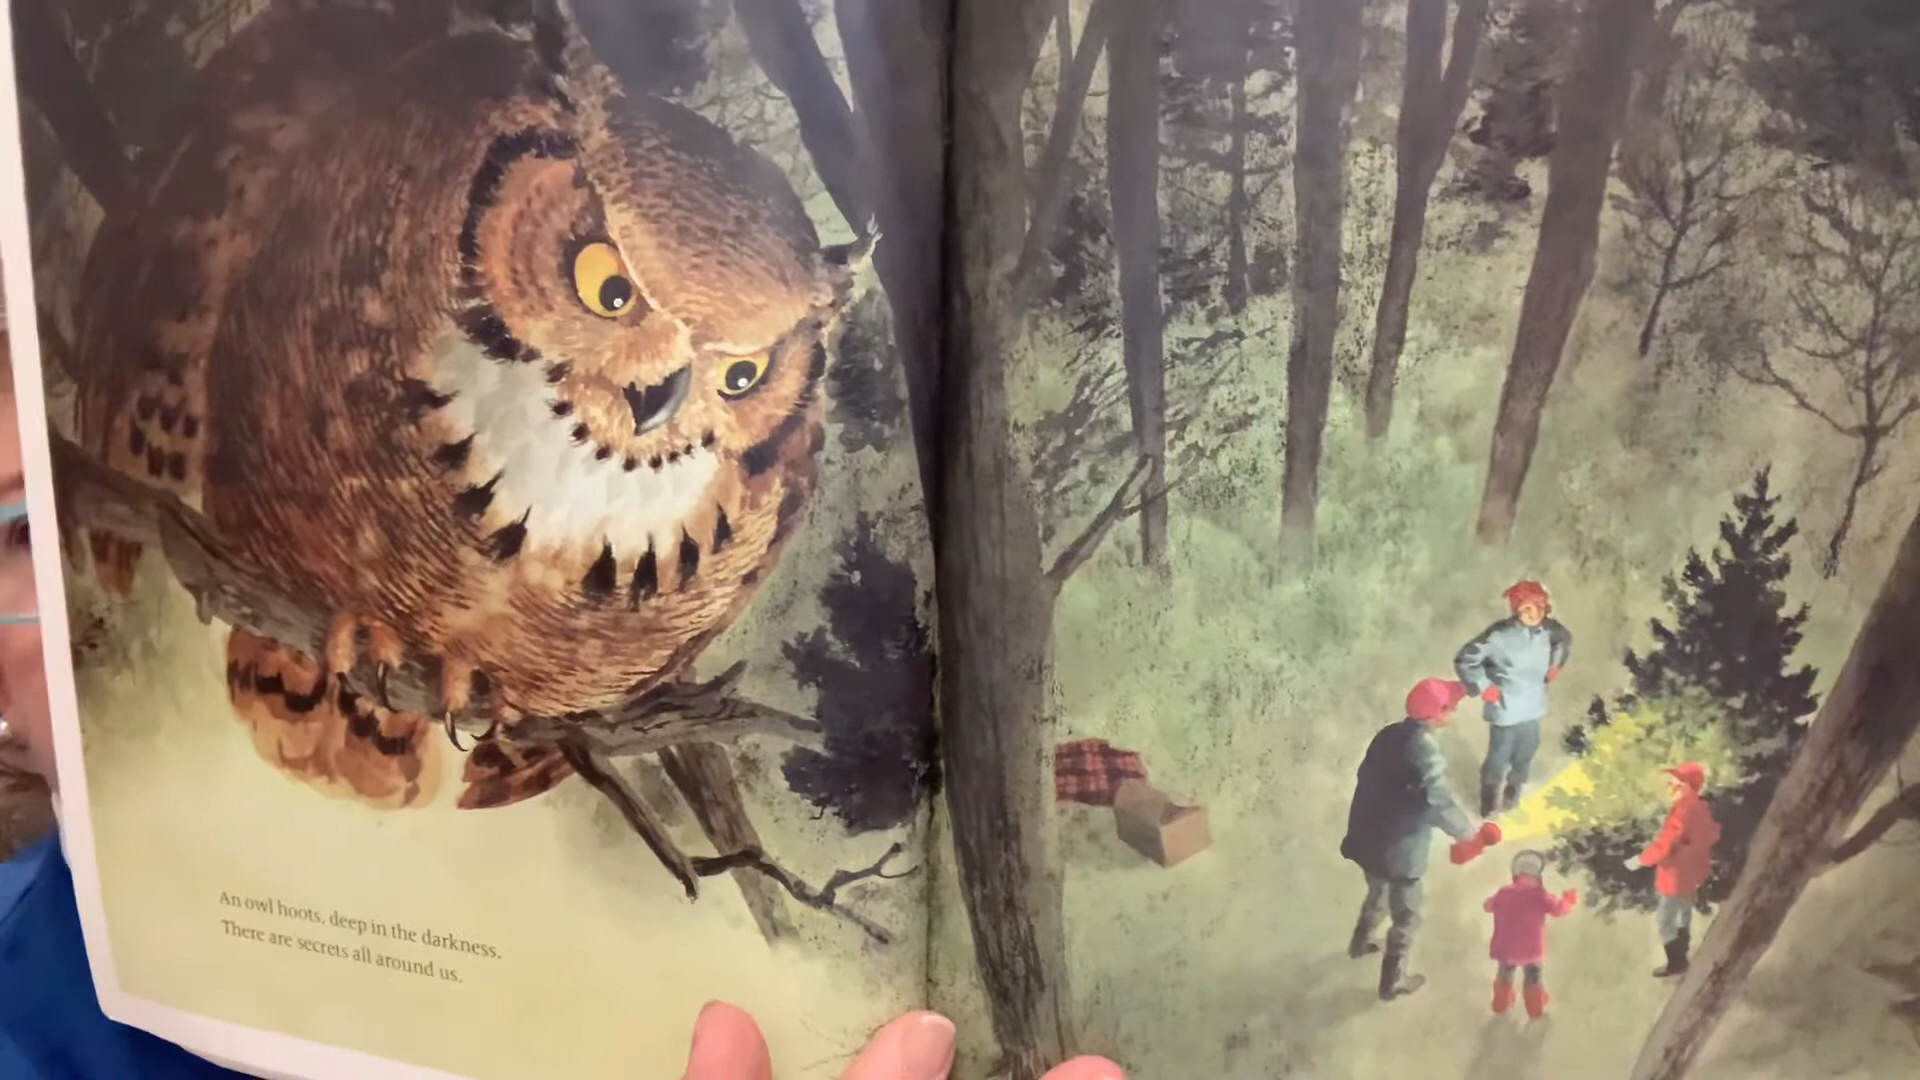 An owl hoots, deep in the darkness.
There are secrets all around us.